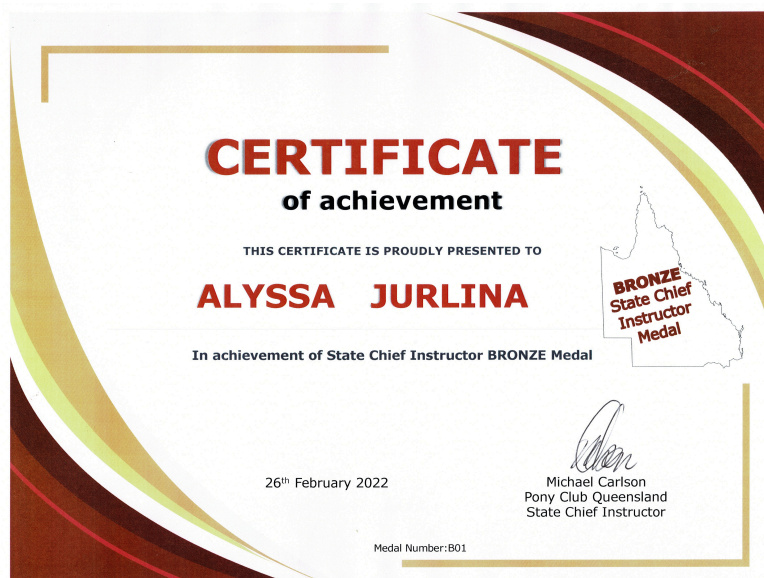 CERTIFICATE
of achievement
THIS CERTIFICATE IS PROUDLY PRESENTED TO
ALYSSA JURLINA
BRONZE
State Chief
Instructor
Medal
In achievement of State Chief Instructor BRONZE Medal
26th February 2022
Michael Carlson
Pony Club Queensland
State Chief Instructor
Medal Number:B01